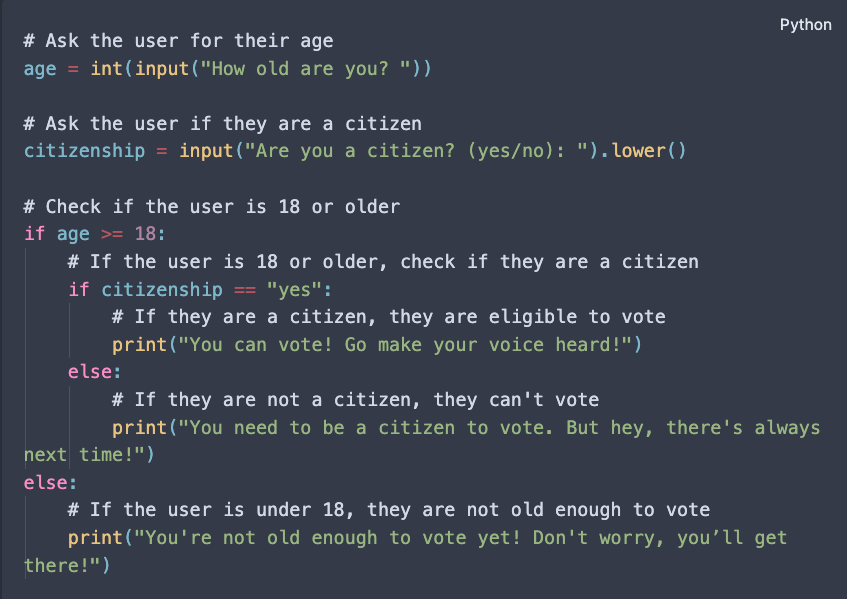 Python
# Ask the user for their age
age = int(input("How old are you? "))
# Ask the user if they are a citizen
citizenship = input("Are you a citizen? (yes/no): ").lower()
# Check if the user is 18 or older
if age >= 18:
    # If the user is 18 or older, check if they are a citizen
    if citizenship == "yes":
        # If they are a citizen, they are eligible to vote
        print("You can vote! Go make your voice heard!")
    else:
        # If they are not a citizen, they can't vote
        print("You need to be a citizen to vote. But hey, there's always
next time!")
else:
    # If the user is under 18, they are not old enough to vote
    print("You're not old enough to vote yet! Don't worry, you’ll get
there!")